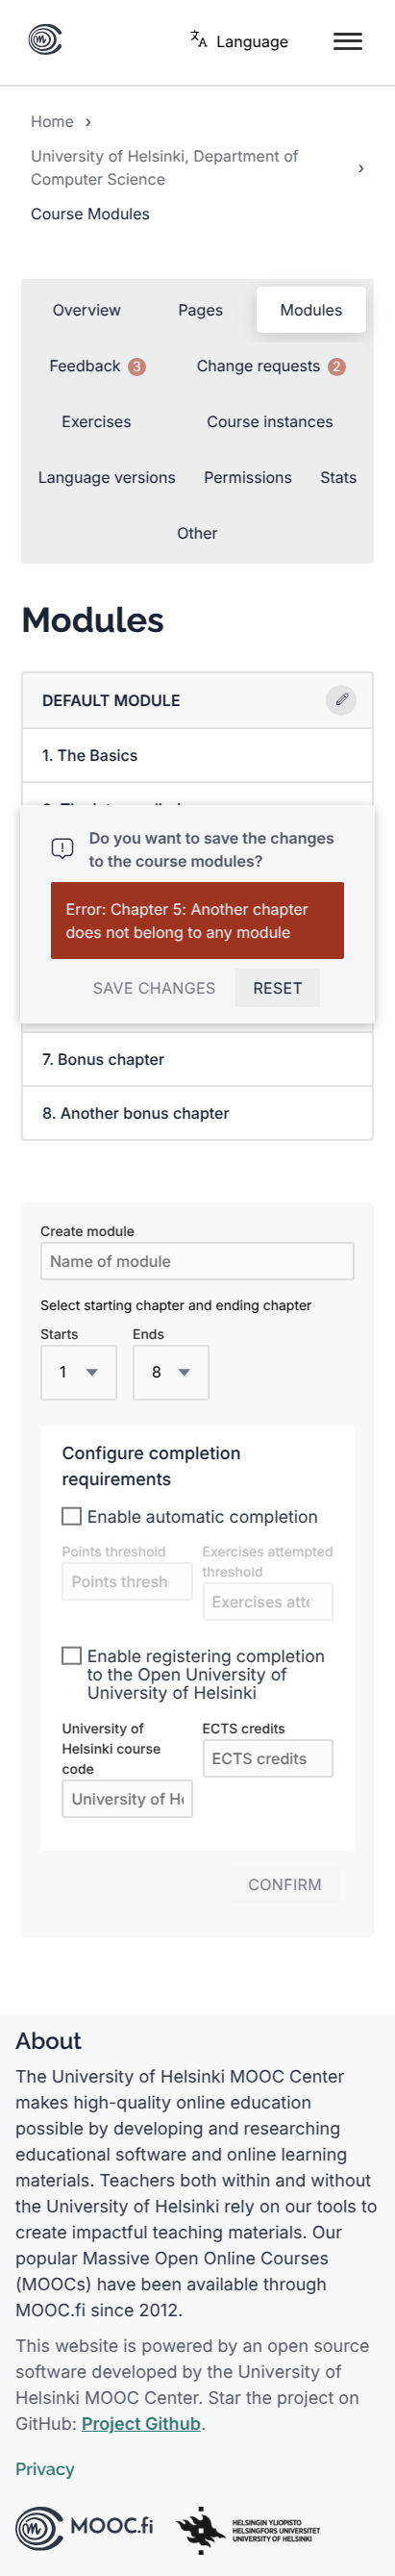 Language
Home ›
University of Helsinki, Department of
Computer Science ›
Course Modules
Overview Pages Modules
Feedback 3 Change requests 2
Exercises Course instances
Language versions Permissions Stats
Other
Modules
DEFAULT MODULE
1. The Basics
Do you want to save the changes
to the course modules?
Error: Chapter 5: Another chapter
does not belong to any module
SAVE CHANGES RESET
7. Bonus chapter
8. Another bonus chapter
Create module
Name of module
Select starting chapter and ending chapter
Starts Ends
1 8
Configure completion
requirements
Enable automatic completion
Points threshold Exercises attempted
threshold
Points thresh
Exercises atte
Enable registering completion
to the Open University of
University of Helsinki
University of
Helsinki course
code
ECTS credits
ECTS credits
University of He
CONFIRM
About
The University of Helsinki MOOC Center
makes high-quality online education
possible by developing and researching
educational software and online learning
materials. Teachers both within and without
the University of Helsinki rely on our tools to
create impactful teaching materials. Our
popular Massive Open Online Courses
(MOOCs) have been available through
MOOC.fi since 2012.
This website is powered by an open source
software developed by the University of
Helsinki MOOC Center. Star the project on
GitHub: Project Github.
Privacy
MOOC.fi
HELSINGIN YLIOPISTO
HELSINGFORS UNIVERSITET
UNIVERSITY OF HELSINKI